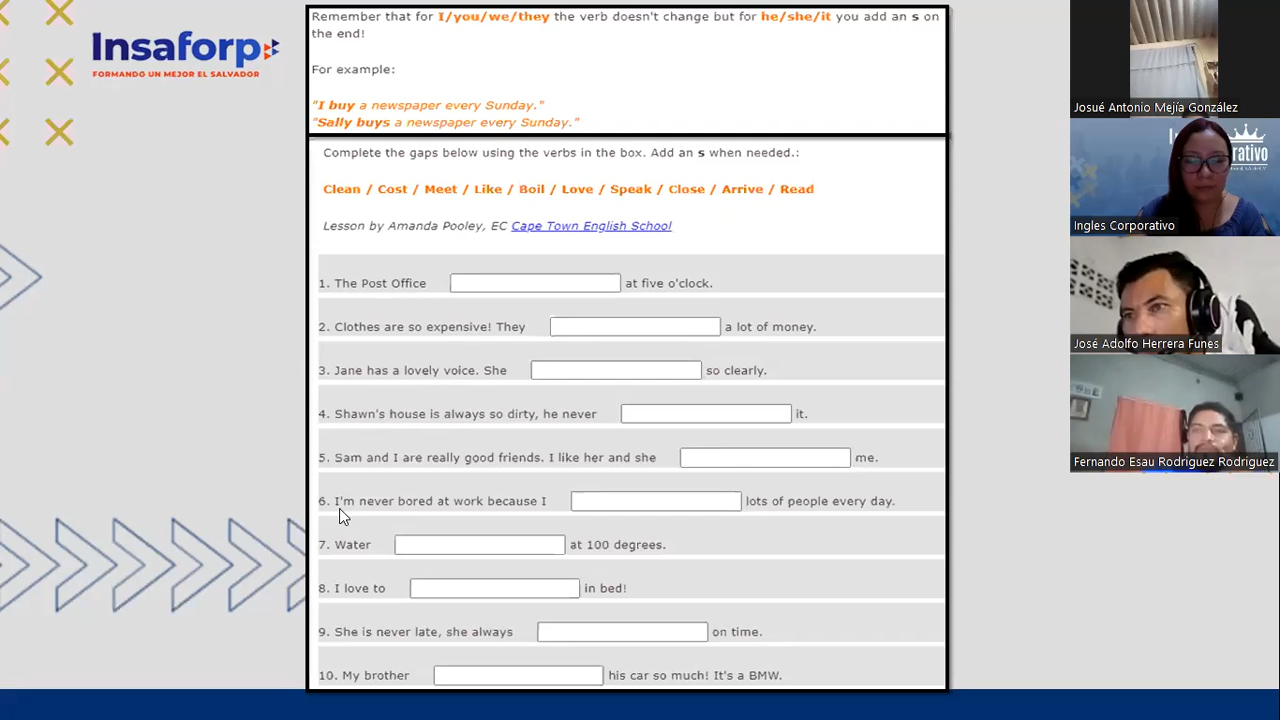 Remember that for I/you/we/they the verb doesn't change but for he/she/it you add an s on
the end!
For example:
"I buy a newspaper every Sunday."
"Sally buys a newspaper every Sunday."
Complete the gaps below using the verbs in the box. Add an s when needed.:
Clean / Cost / Meet / Like / Boil / Love / Speak / Close / Arrive / Read
Lesson by Amanda Pooley, EC Cape Town English School
1. The Post Office at five o'clock.
2. Clothes are so expensive! They a lot of money.
3. Jane has a lovely voice. She so clearly.
4. Shawn's house is always so dirty, he never it.
5. Sam and I are really good friends. I like her and she me.
6. I'm never bored at work because I lots of people every day.
7. Water at 100 degrees.
8. I love to in bed!
9. She is never late, she always on time.
10. My brother his car so much! It's a BMW.
Insaforp
FORMANDO UN MEJOR EL SALVADOR
Josué Antonio Mejía González
Ingles Corporativo
José Adolfo Herrera Funes
Fernando Esau Rodriguez Rodriguez